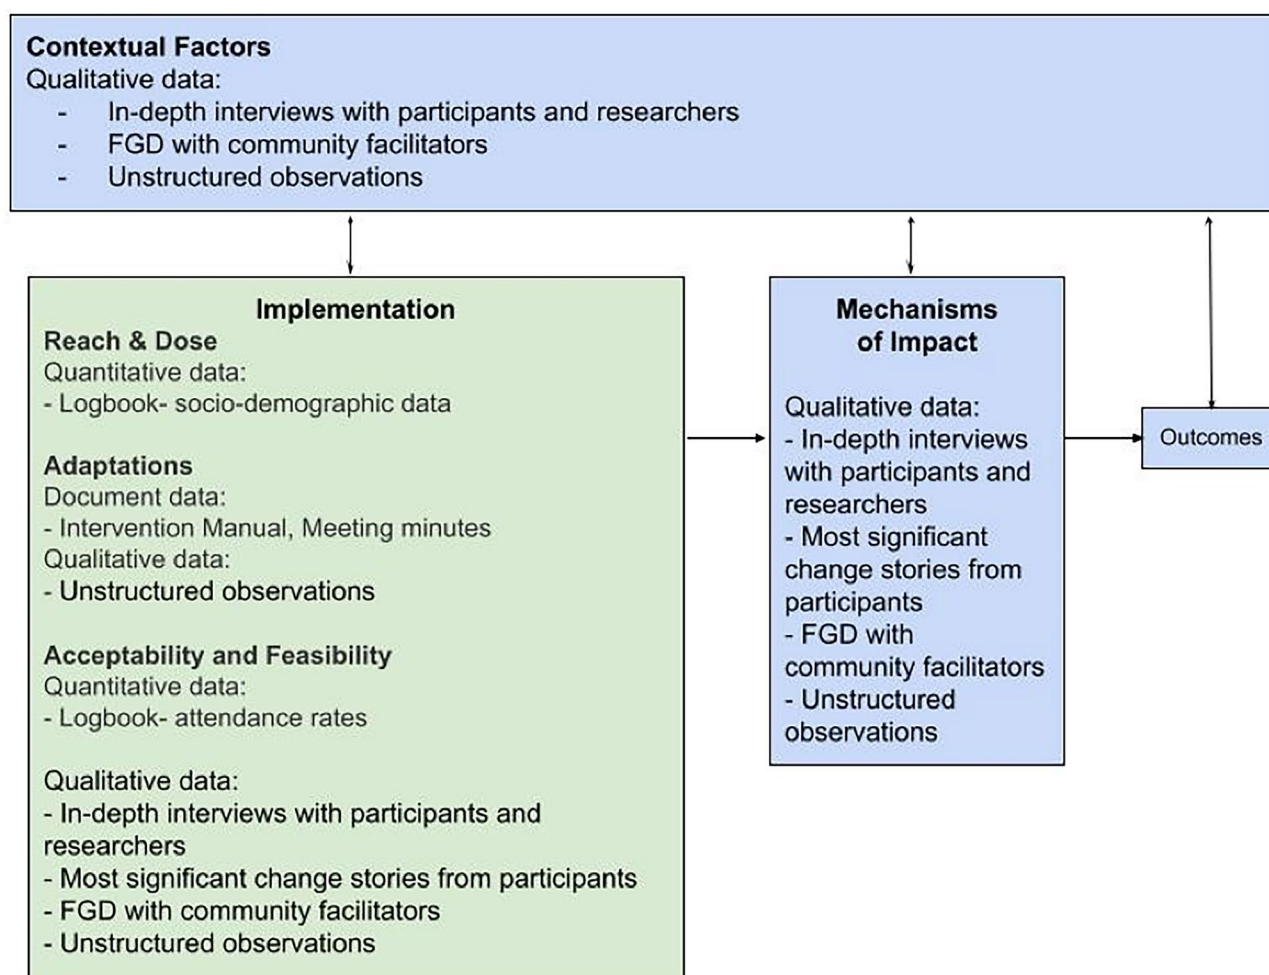 Contextual Factors
Qualitative data:
- In-depth interviews with participants and researchers
- FGD with community facilitators
- Unstructured observations
Implementation
Reach & Dose
Quantitative data:
- Logbook- socio-demographic data
Adaptations
Document data:
- Intervention Manual, Meeting minutes
Qualitative data:
- Unstructured observations
Acceptability and Feasibility
Quantitative data:
- Logbook- attendance rates
Qualitative data:
- In-depth interviews with participants and
researchers
- Most significant change stories from participants
- FGD with community facilitators
- Unstructured observations
Mechanisms
of Impact
Qualitative data:
- In-depth interviews
with participants and
researchers
- Most significant
change stories from
participants
- FGD with
community facilitators
- Unstructured
observations
Outcomes